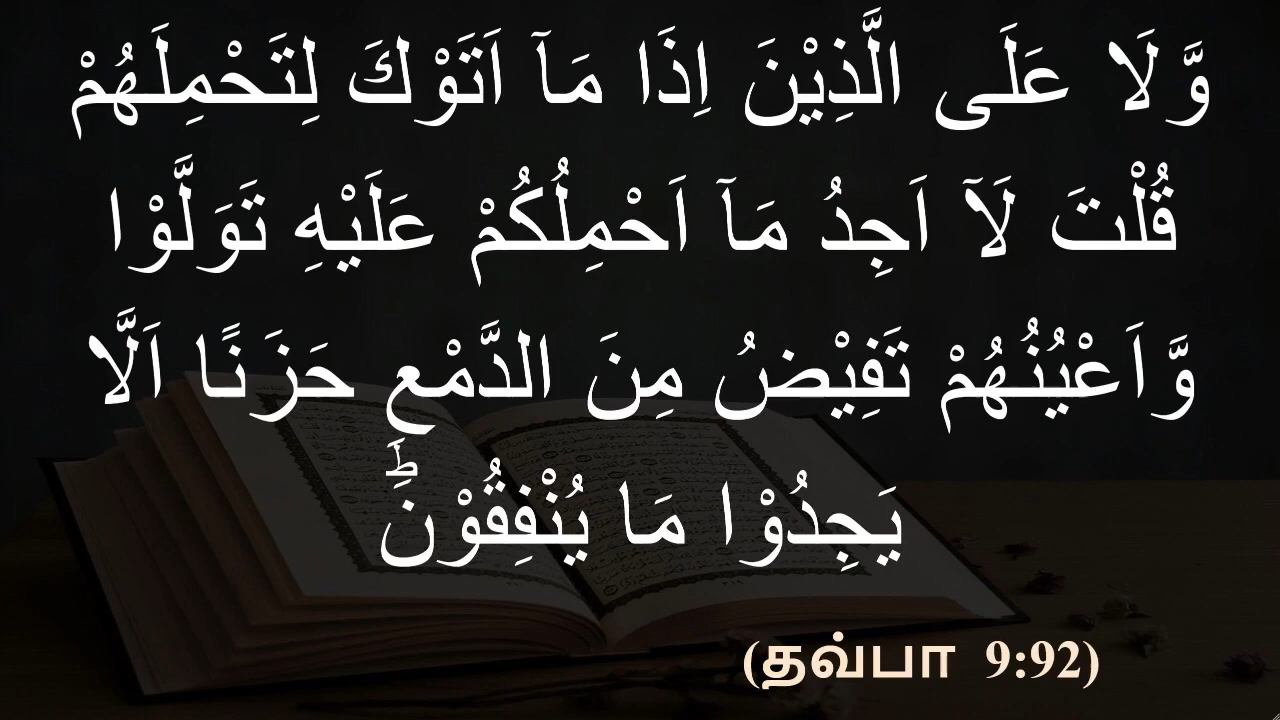 وَّلَا عَلَى الَّذِيْنَ اِذَا مَآ اَتَوْكَ لِتَحْمِلَهُمْ
قُلْتَ لَآ اَجِدُ مَآ اَحْمِلُكُمْ عَلَيْهِ تَوَلَّوْا
وَّاَعْيُنُهُمْ تَفِيْضُ مِنَ الدَّمْعِ حَزَنًا اَلَّا
يَجِدُوْا مَا يُنْفِقُوْنَؕ
(தவ்பா 9:92)